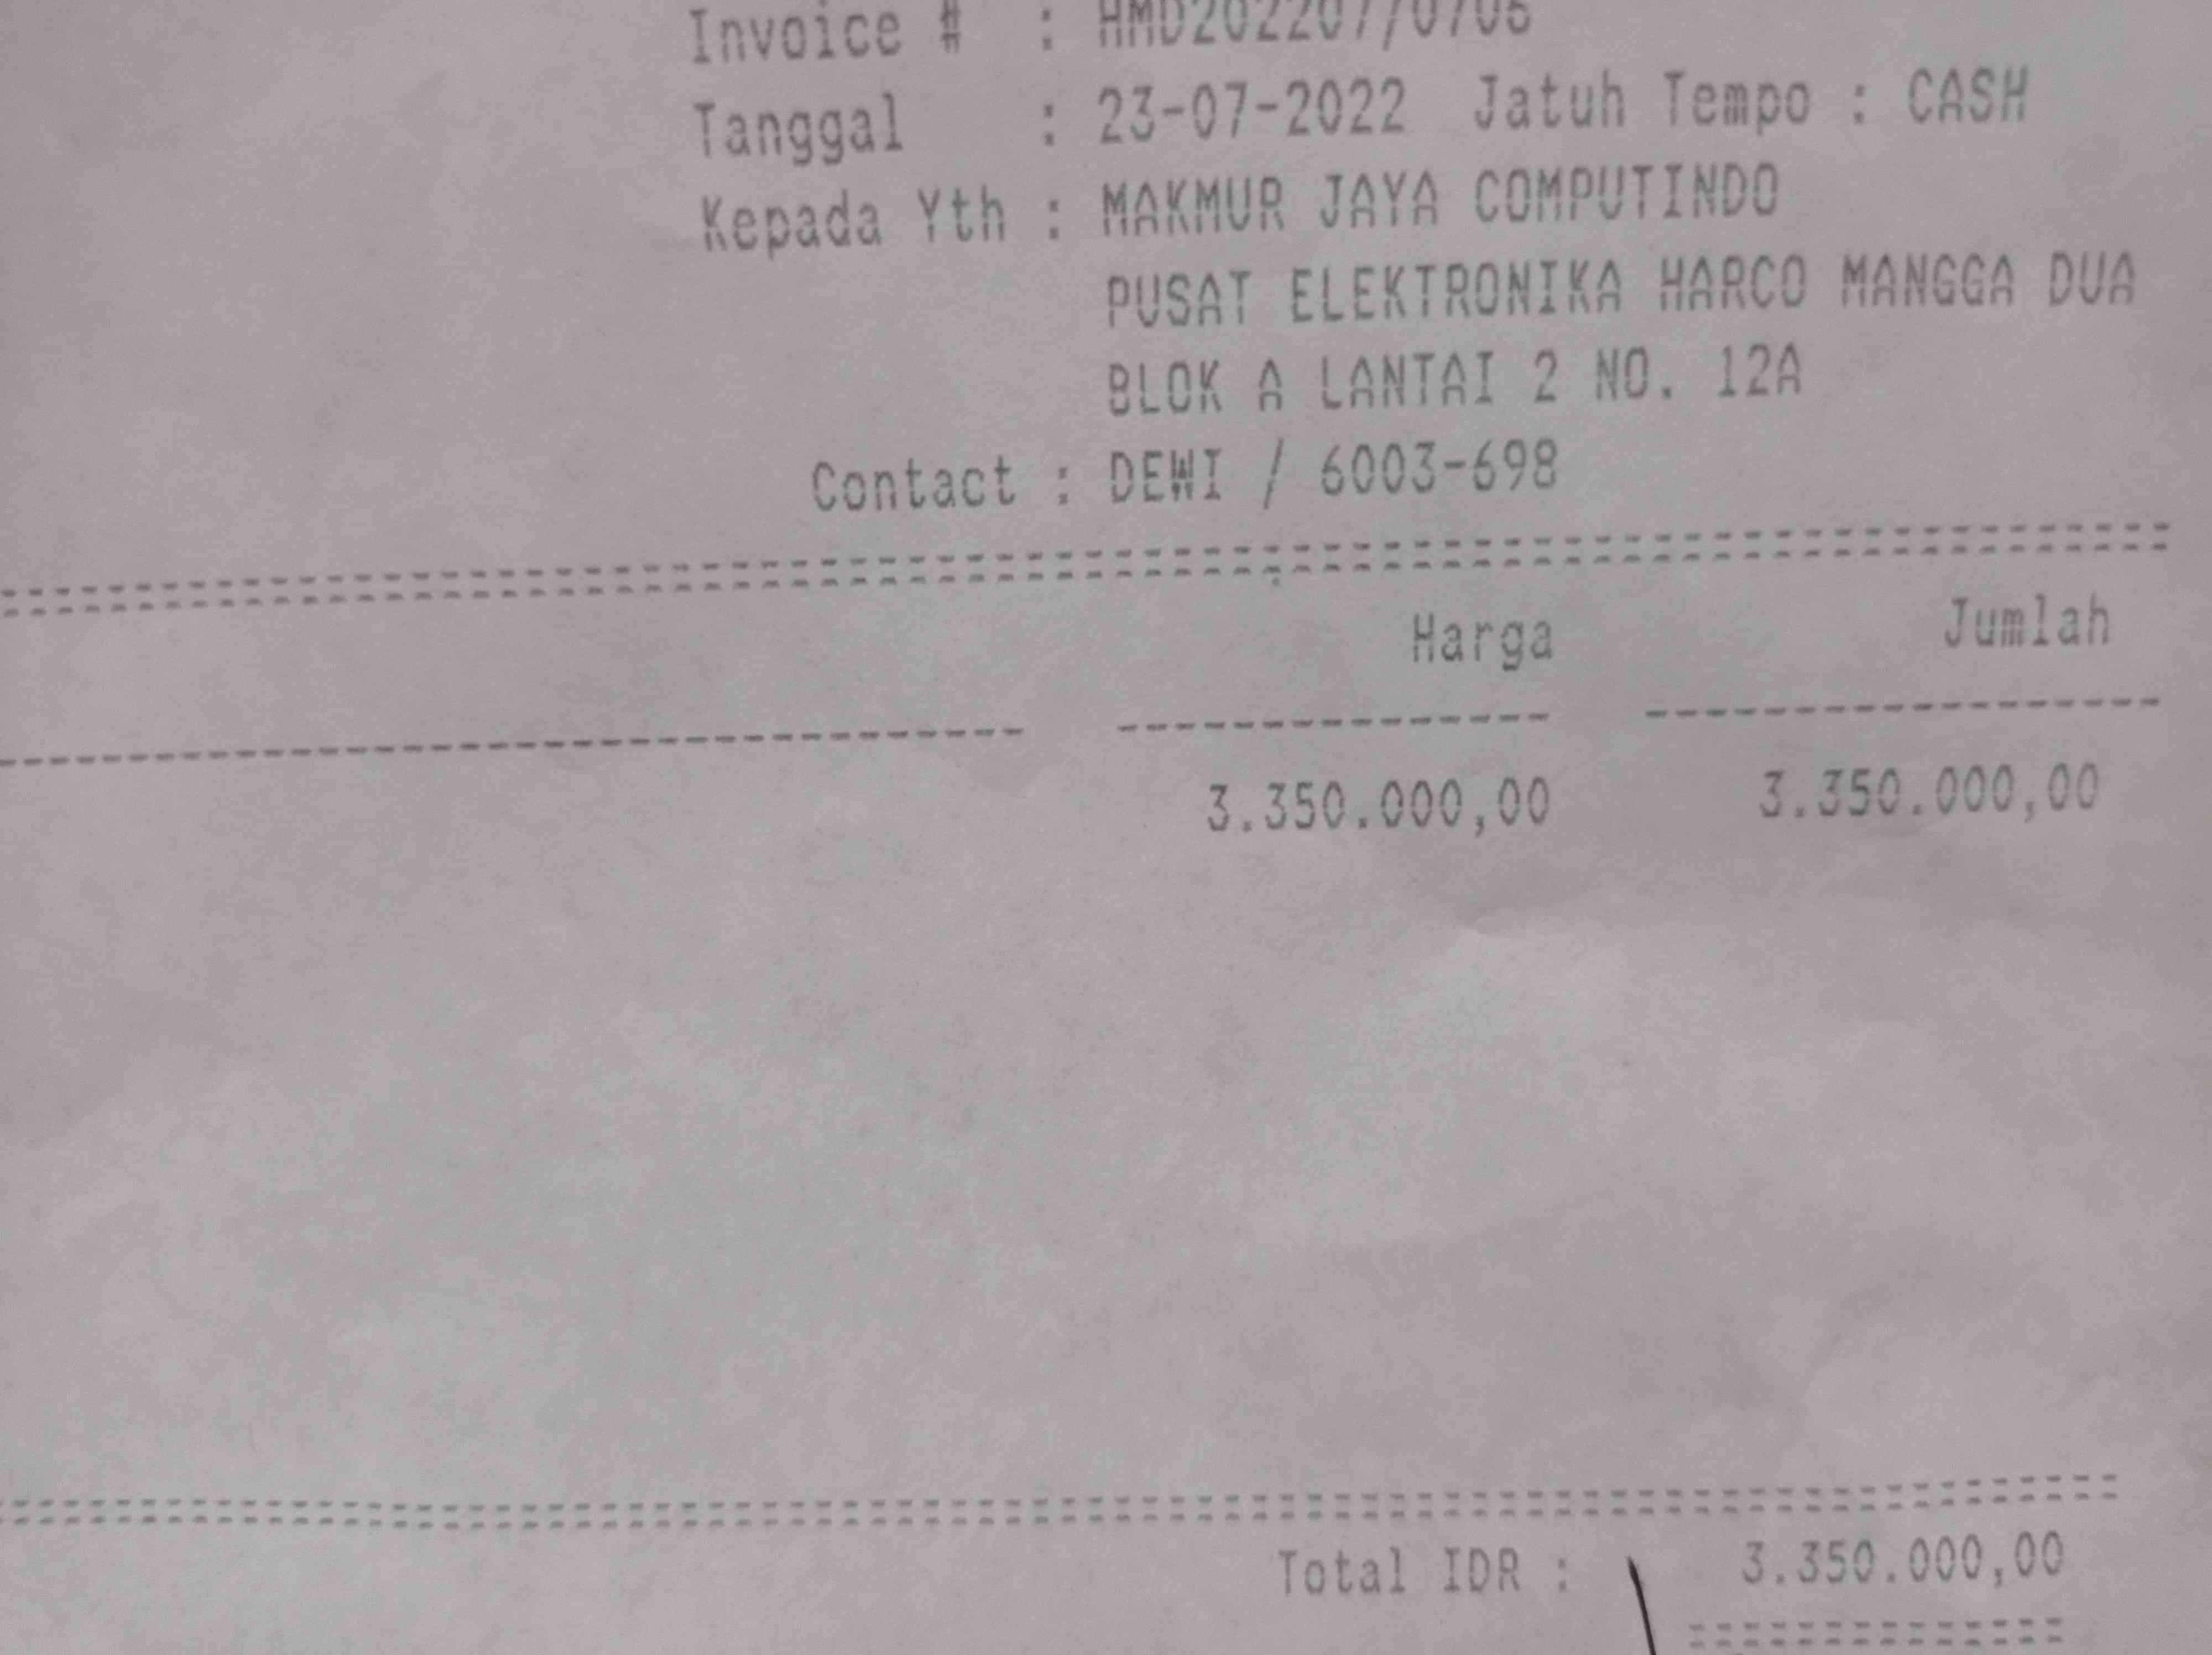 Invoice # :
Tanggal : 23-07-2022 Jatuh Tempo : CASH
Kepada Yth : MAKMUR JAYA COMPUTINDO
PUSAT ELEKTRONIKA HARCO MANGGA DUA
BLOK A LANTAI 2 NO. 12A
Contact : DEWI / 6003-698
Harga Jumlah
3.350.000,00 3.350.000,00
Total IDR : 3.350.000,00